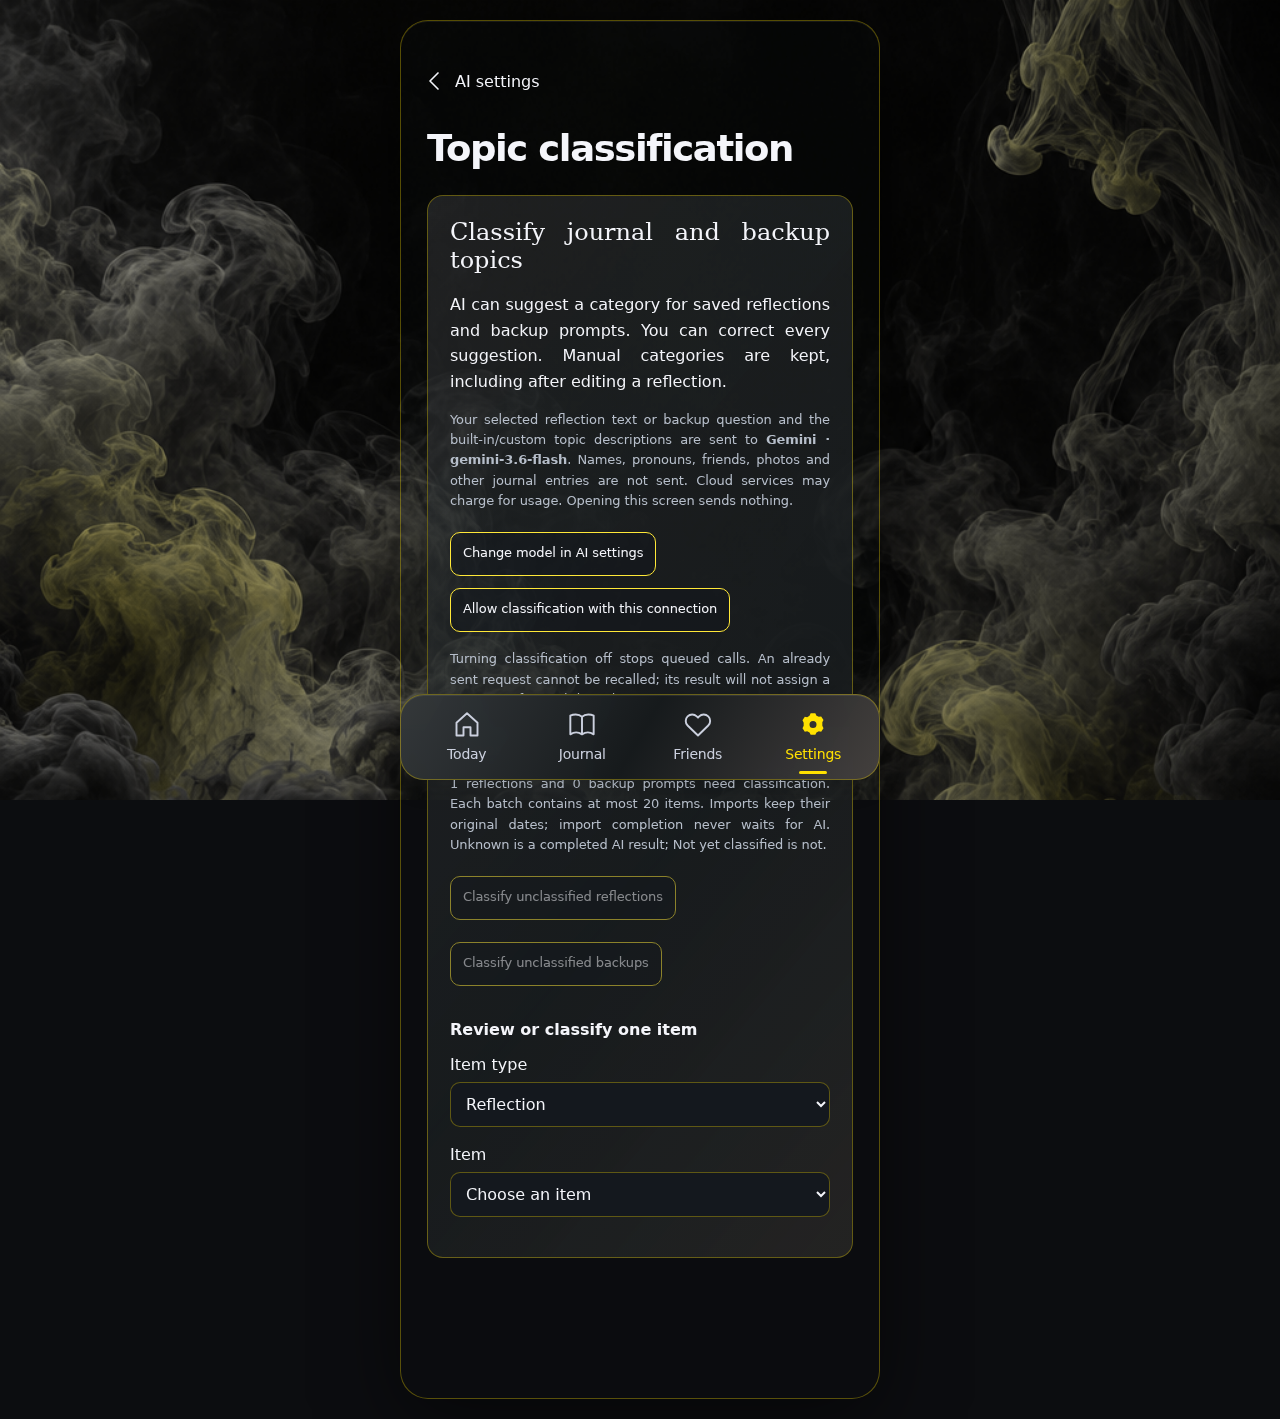 AI settings
Topic classification
Classify journal and backup
topics
AI can suggest a category for saved reflections
and backup prompts. You can correct every
suggestion. Manual categories are kept,
including after editing a reflection.
Your selected reflection text or backup question and the
built-in/custom topic descriptions are sent to Gemini ·
gemini-3.6-flash. Names, pronouns, friends, photos and
other journal entries are not sent. Cloud services may
charge for usage. Opening this screen sends nothing.
Change model in AI settings
Allow classification with this connection
Turning classification off stops queued calls. An already
sent request cannot be recalled; its result will not assign a
Today
Journal
Friends
Settings
1 reflections and 0 backup prompts need classification.
Each batch contains at most 20 items. Imports keep their
original dates; import completion never waits for AI.
Unknown is a completed AI result; Not yet classified is not.
Classify unclassified reflections
Classify unclassified backups
Review or classify one item
Item type
Reflection
Item
Choose an item